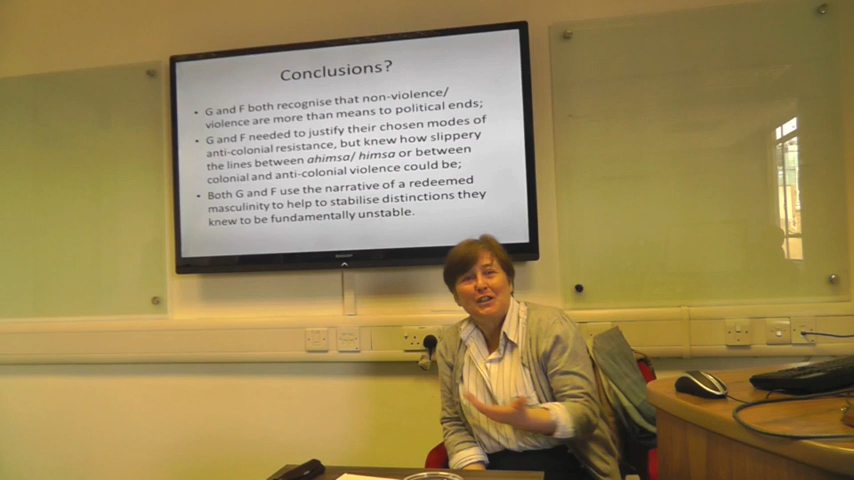 Conclusions?
• G and F both recognise that non-violence/
violence are more than means to political ends;
• G and F needed to justify their chosen modes of
anti-colonial resistance, but knew how slippery
the lines between ahimsa/ himsa or between
colonial and anti-colonial violence could be;
• Both G and F use the narrative of a redeemed
masculinity to help to stabilise distinctions they
knew to be fundamentally unstable.
SHARP